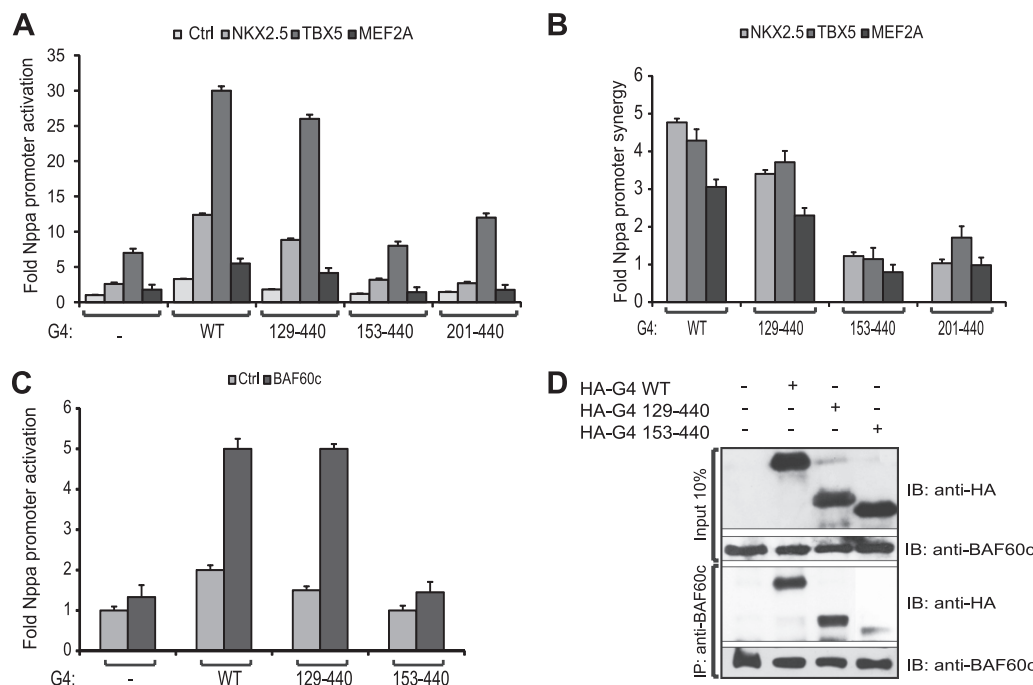 A
Ctrl NKX2.5 TBX5 MEF2A
Fold Nppa promoter activation
35
30
25
20
15
10
5
0
G4: - WT 129-440 153-440 201-440
B
NKX2.5 TBX5 MEF2A
Fold Nppa promoter synergy
6
5
4
3
2
1
0
G4: WT 129-440 153-440 201-440
C
Ctrl BAF60c
Fold Nppa promoter activation
6
5
4
3
2
1
0
G4: - WT 129-440 153-440
D
HA-G4 WT - + - -
HA-G4 129-440 - - + -
HA-G4 153-440 - - - +
Input 10%
IB: anti-HA
IB: anti-BAF60c
IP: anti-BAF60c
IB: anti-HA
IB: anti-BAF60c